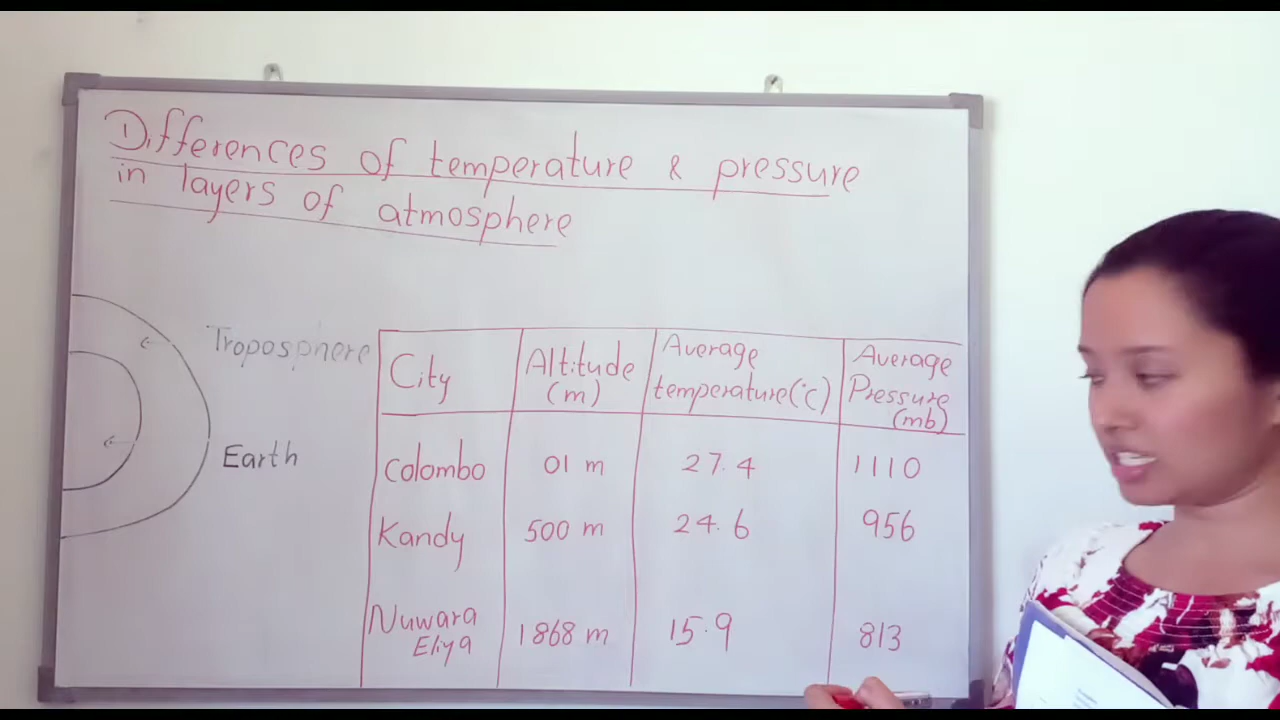 Differences of temperature & pressure
in layers of atmosphere
Troposphere
Earth
City Altitude (m) Average temperature(°C) Average Pressure (mb)
Colombo 01 m 27.4 1110
Kandy 500 m 24.6 956
Nuwara Eliya 1868 m 15.9 813